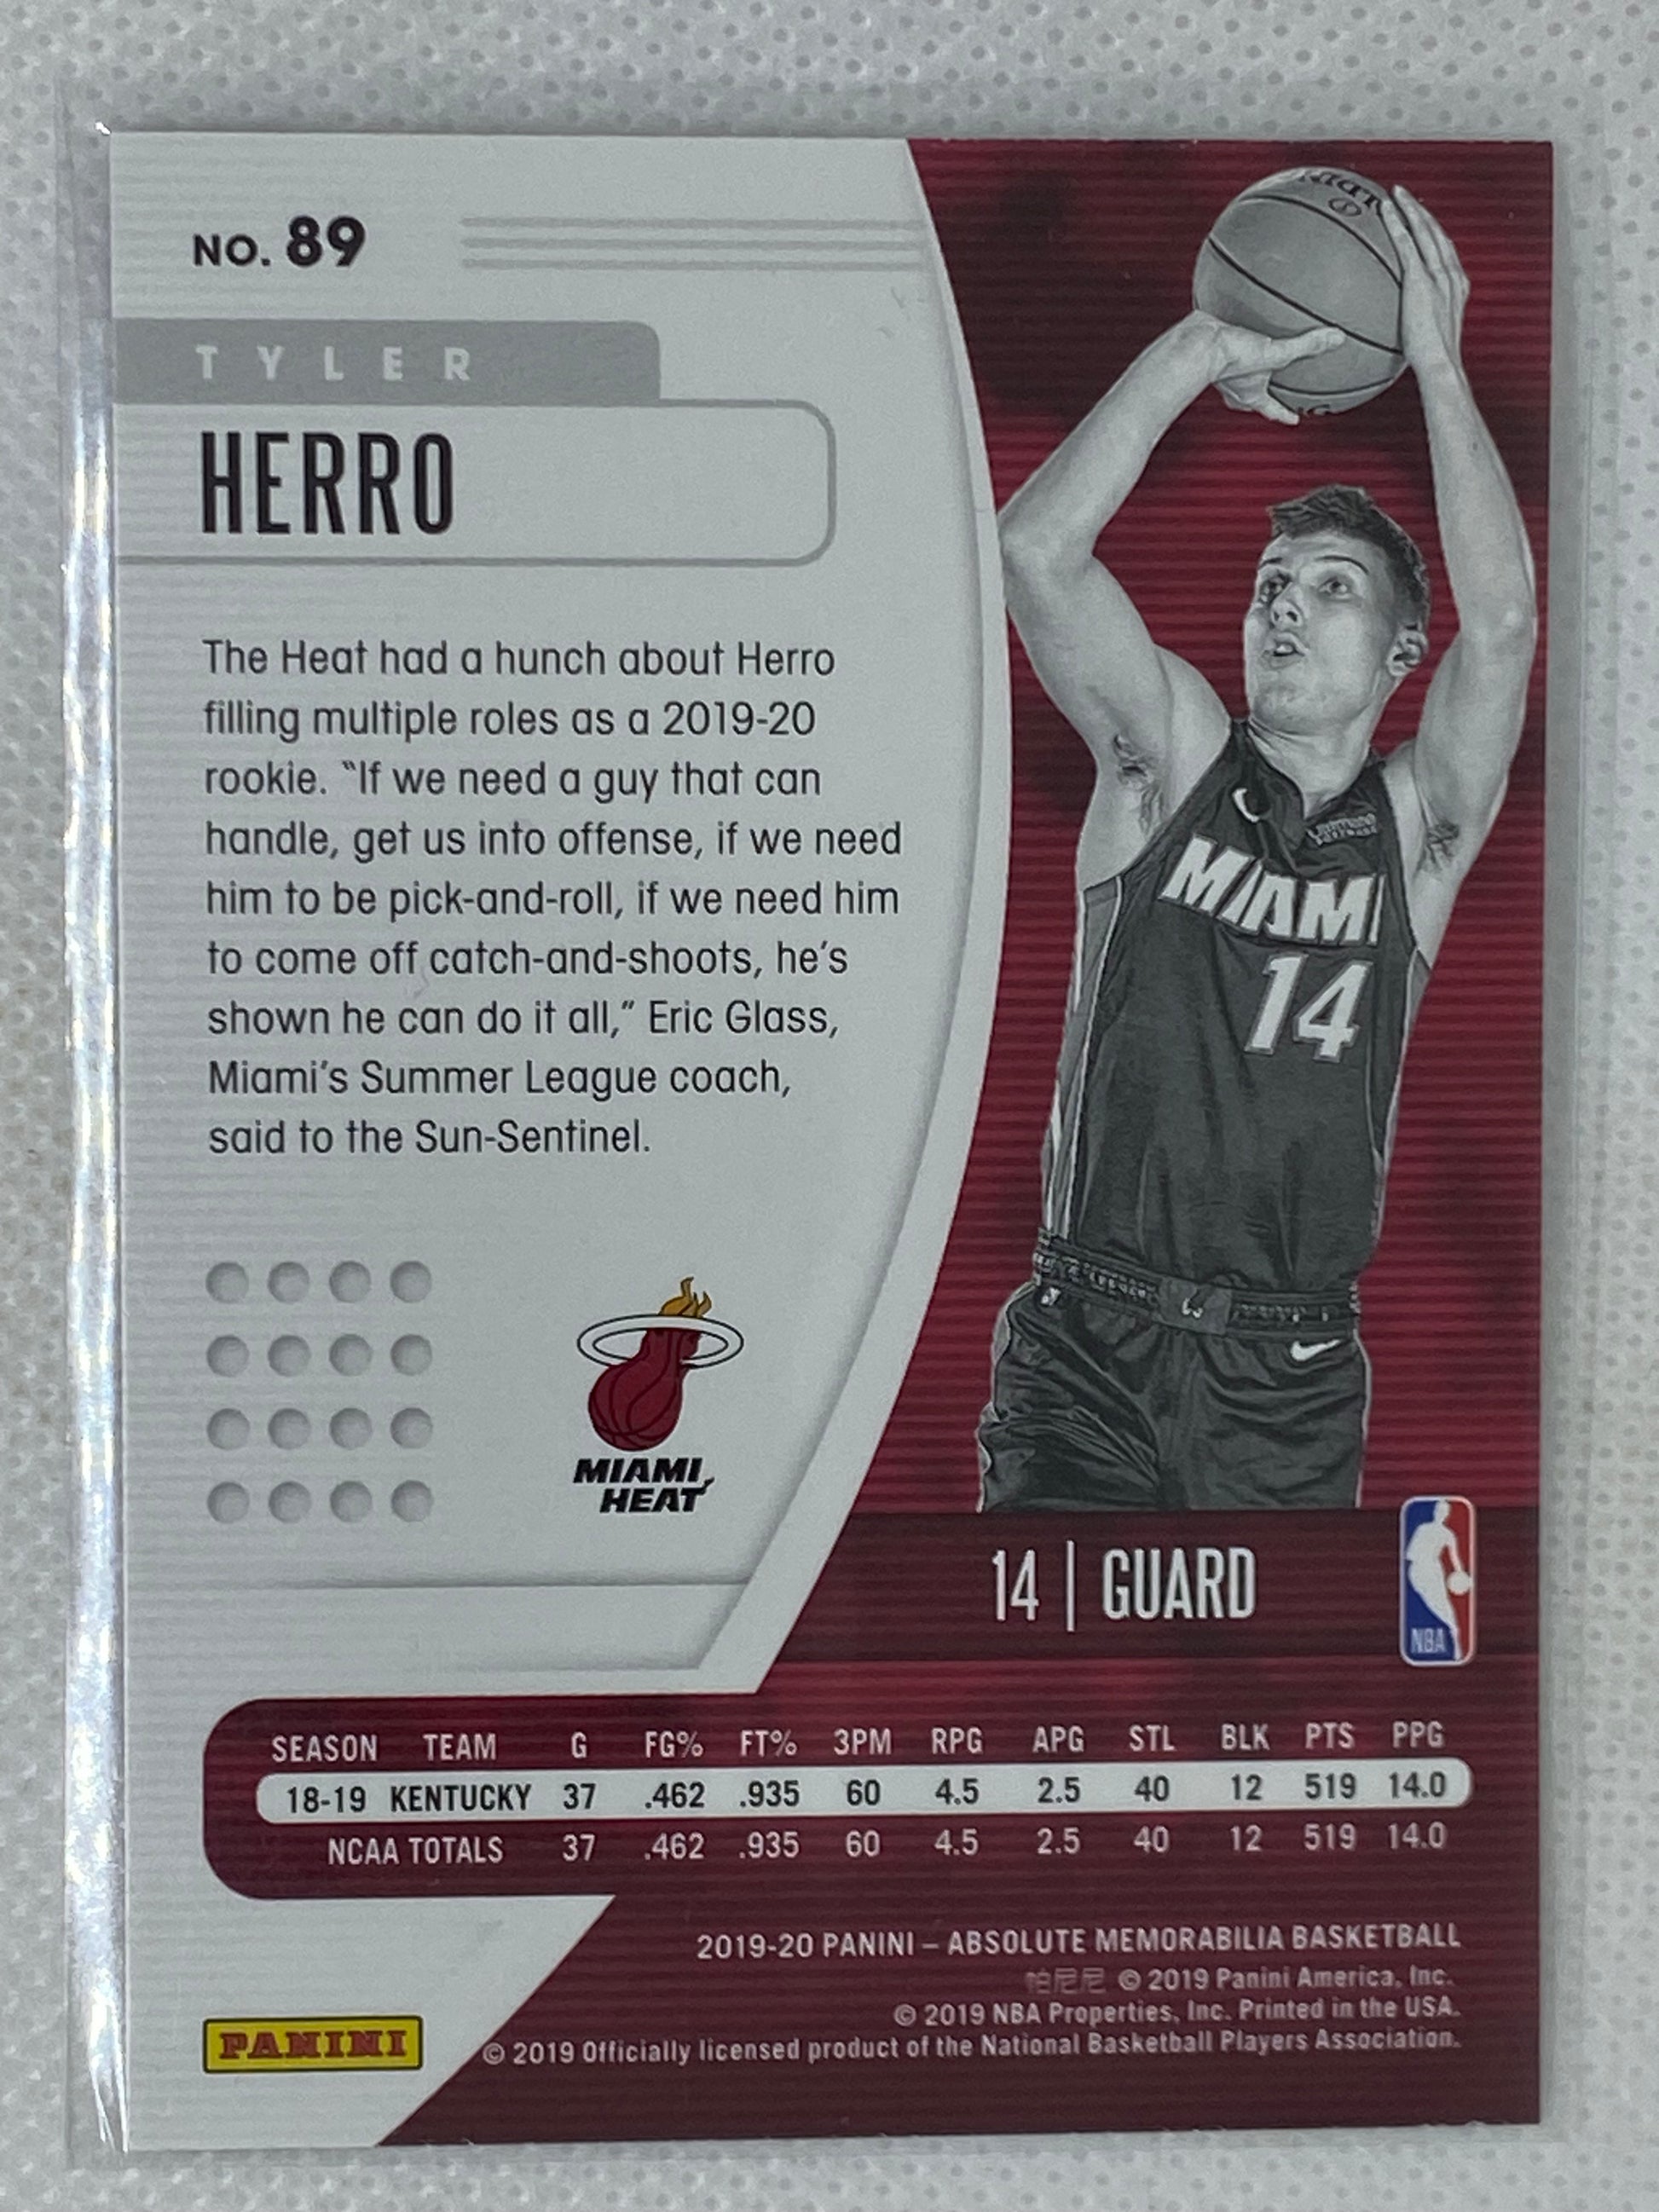 NO. 89
TYLER
HERRO
The Heat had a hunch about Herro
filling multiple roles as a 2019-20
rookie. “If we need a guy that can
handle, get us into offense, if we need
him to be pick-and-roll, if we need him
to come off catch-and-shoots, he’s
shown he can do it all,” Eric Glass,
Miami’s Summer League coach,
said to the Sun-Sentinel.
MIAMI
14
MIAMI
HEAT
14 | GUARD
NBA
SEASON TEAM G FG% FT% 3PM RPG APG STL BLK PTS PPG
18-19 KENTUCKY 37 .462 .935 60 4.5 2.5 40 12 519 14.0
NCAA TOTALS 37 .462 .935 60 4.5 2.5 40 12 519 14.0
2019-20 PANINI – ABSOLUTE MEMORABILIA BASKETBALL
帕尼尼 © 2019 Panini America, Inc.
© 2019 NBA Properties, Inc. Printed in the USA.
© 2019 Officially licensed product of the National Basketball Players Association.
PANINI